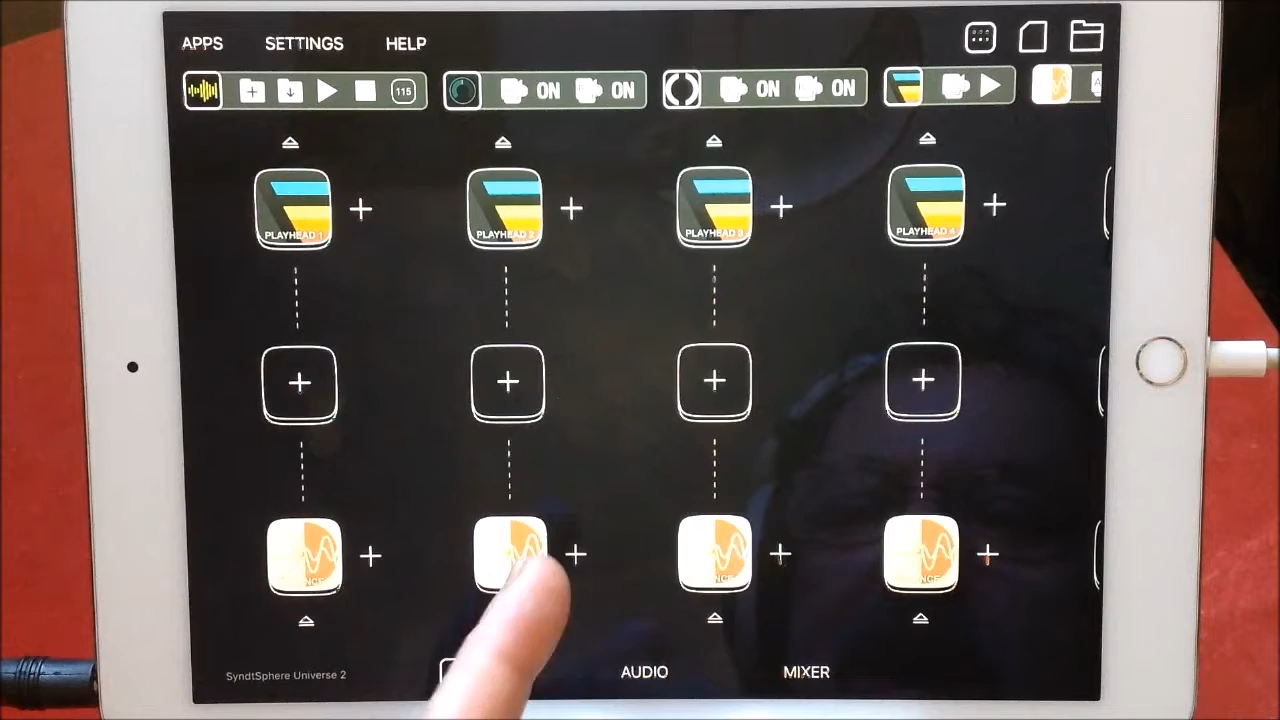 APPS SETTINGS HELP
115 ON ON ON ON
PLAYHEAD 1 PLAYHEAD 2 PLAYHEAD 3 PLAYHEAD 4
SyndtSphere Universe 2 AUDIO MIXER